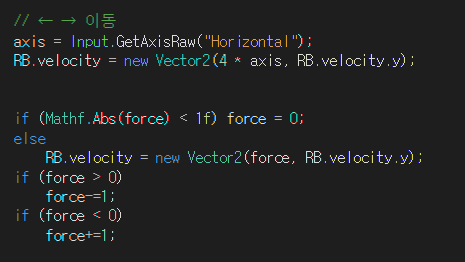 // ← → 이동
axis = Input.GetAxisRaw("Horizontal");
RB.velocity = new Vector2(4 * axis, RB.velocity.y);
if (Mathf.Abs(force) < 1f) force = 0;
else
    RB.velocity = new Vector2(force, RB.velocity.y);
if (force > 0)
    force-=1;
if (force < 0)
    force+=1;